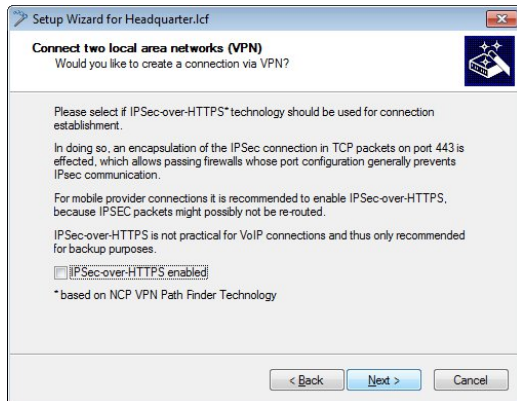 Setup Wizard for Headquarter.lcf
Connect two local area networks (VPN)
Would you like to create a connection via VPN?
Please select if IPSec-over-HTTPS* technology should be used for connection
establishment.
In doing so, an encapsulation of the IPSec connection in TCP packets on port 443 is
effected, which allows passing firewalls whose port configuration generally prevents
IPsec communication.
For mobile provider connections it is recommended to enable IPSec-over-HTTPS,
because IPSEC packets might possibly not be re-routed.
IPSec-over-HTTPS is not practical for VoIP connections and thus only recommended
for backup purposes.
IPSec-over-HTTPS enabled
* based on NCP VPN Path Finder Technology
< Back Next > Cancel